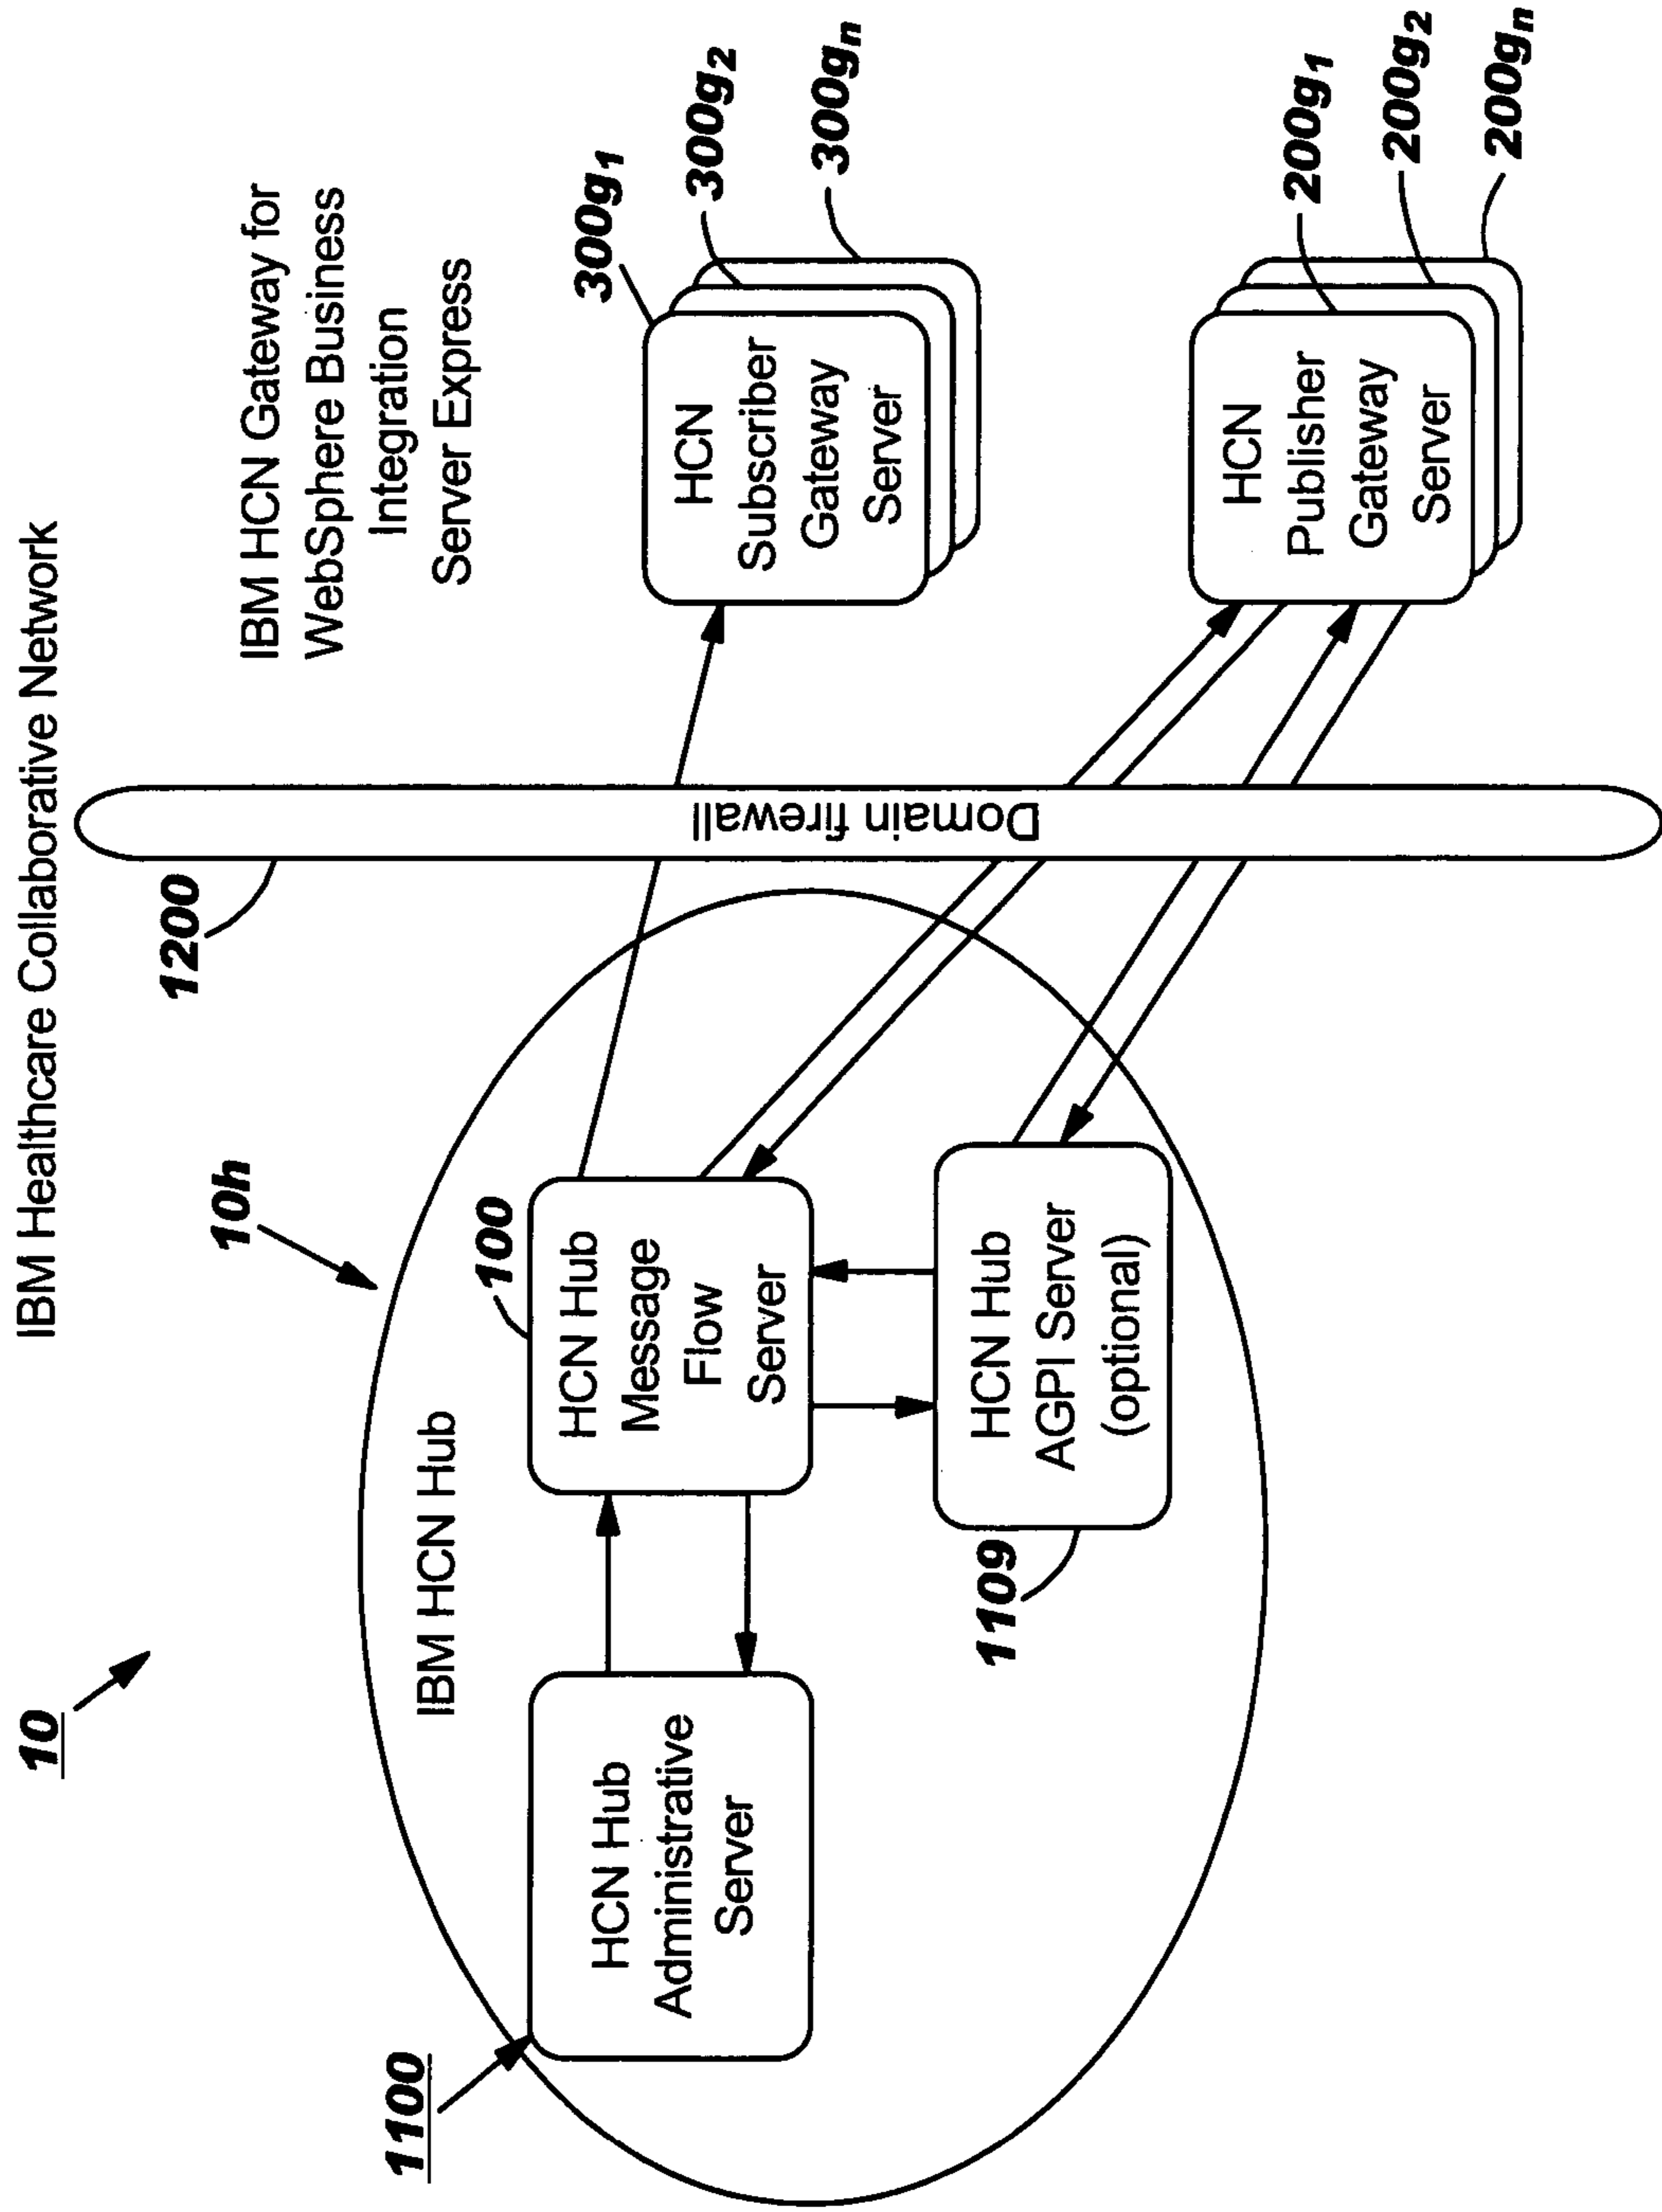 IBM Healthcare Collaborative Network
10
10h
1200
IBM HCN Gateway for
WebSphere Business
Integration
Server Express
IBM HCN Hub
1100
HCN Hub
Administrative
Server
100
HCN Hub
Message
Flow
Server
1109
HCN Hub
AGPI Server
(optional)
Domain firewall
300g1
300g2
300gn
HCN
Subscriber
Gateway
Server
200g1
200g2
200gn
HCN
Publisher
Gateway
Server